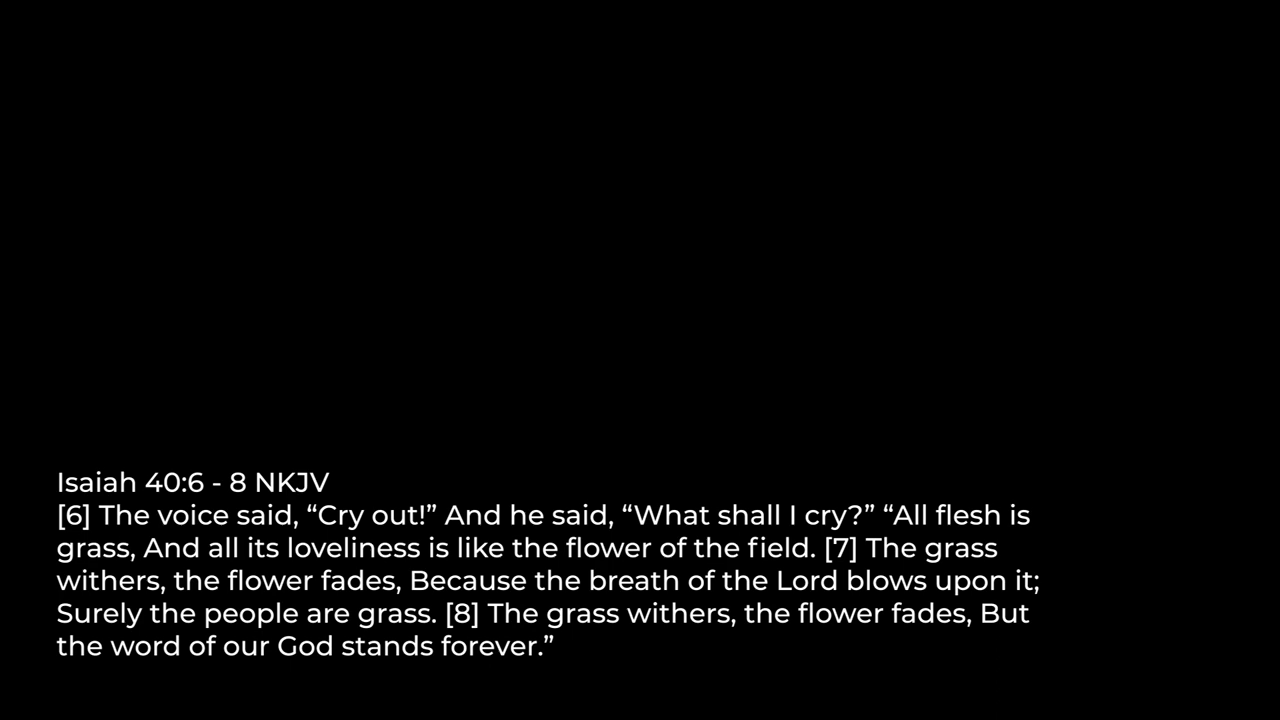 Isaiah 40:6 - 8 NKJV
[6] The voice said, “Cry out!” And he said, “What shall I cry?” “All flesh is
grass, And all its loveliness is like the flower of the field. [7] The grass
withers, the flower fades, Because the breath of the Lord blows upon it;
Surely the people are grass. [8] The grass withers, the flower fades, But
the word of our God stands forever.”